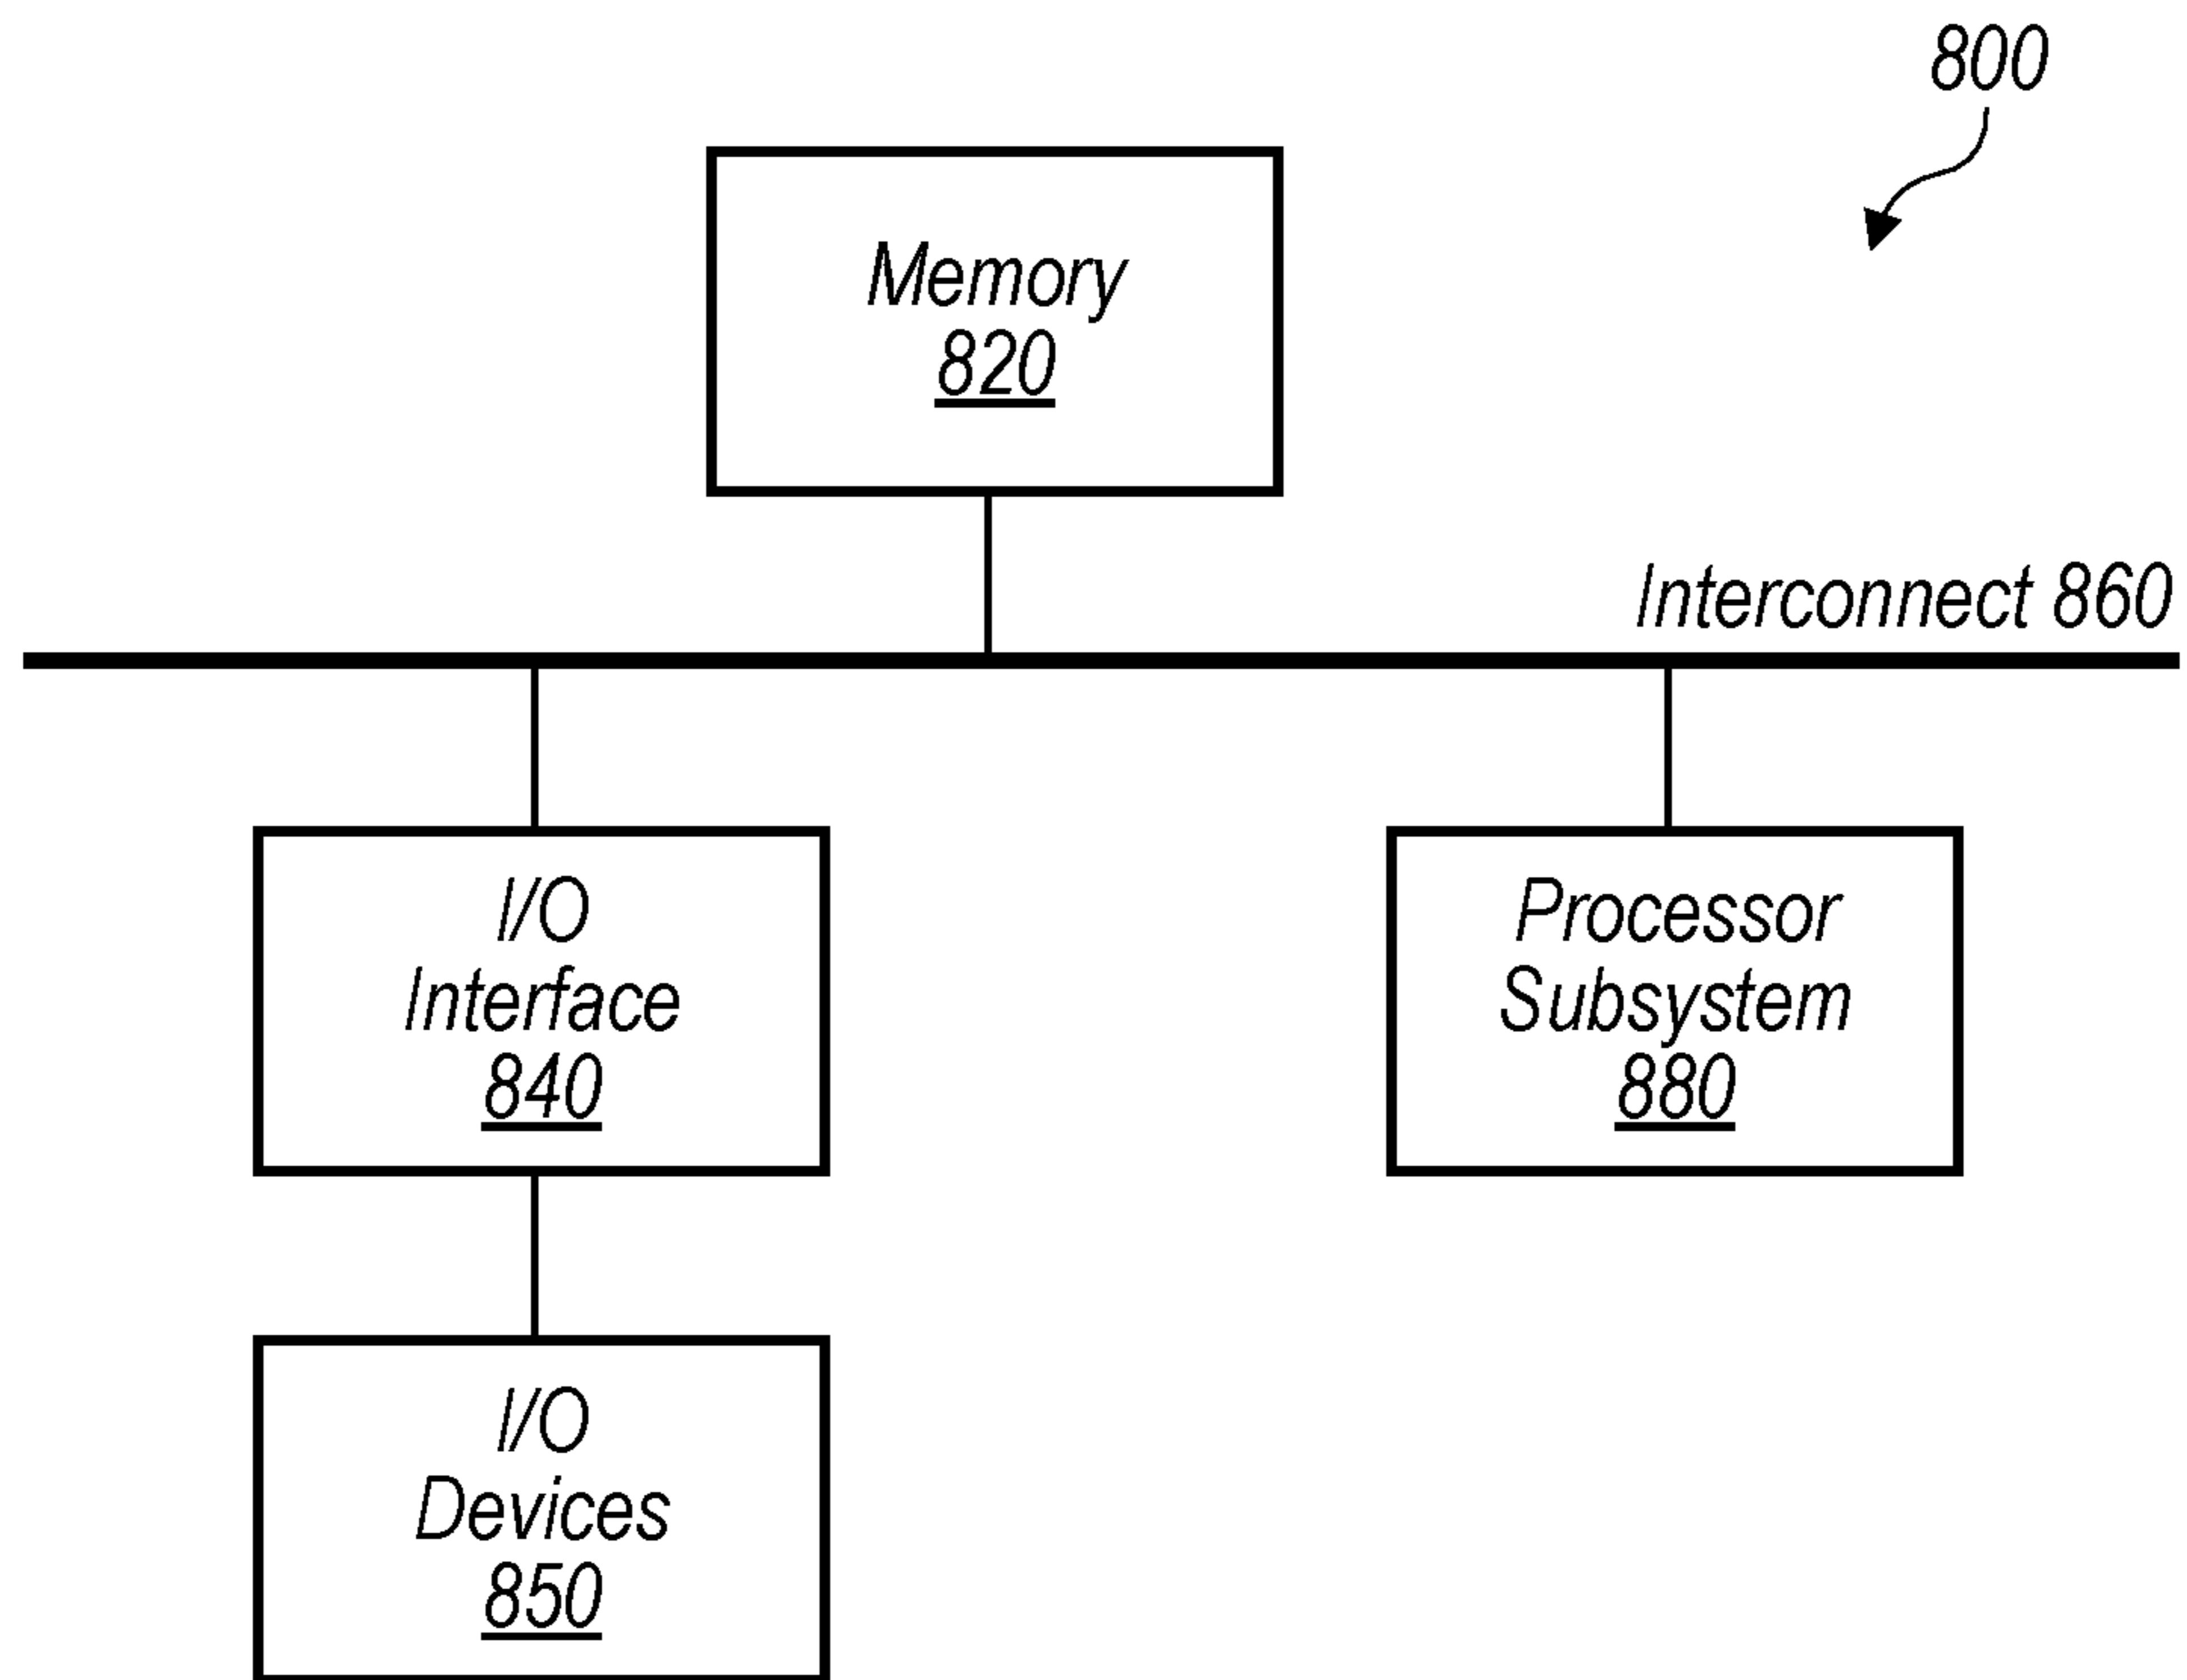 800
Memory
820
Interconnect 860
I/O
Interface
840
Processor
Subsystem
880
I/O
Devices
850